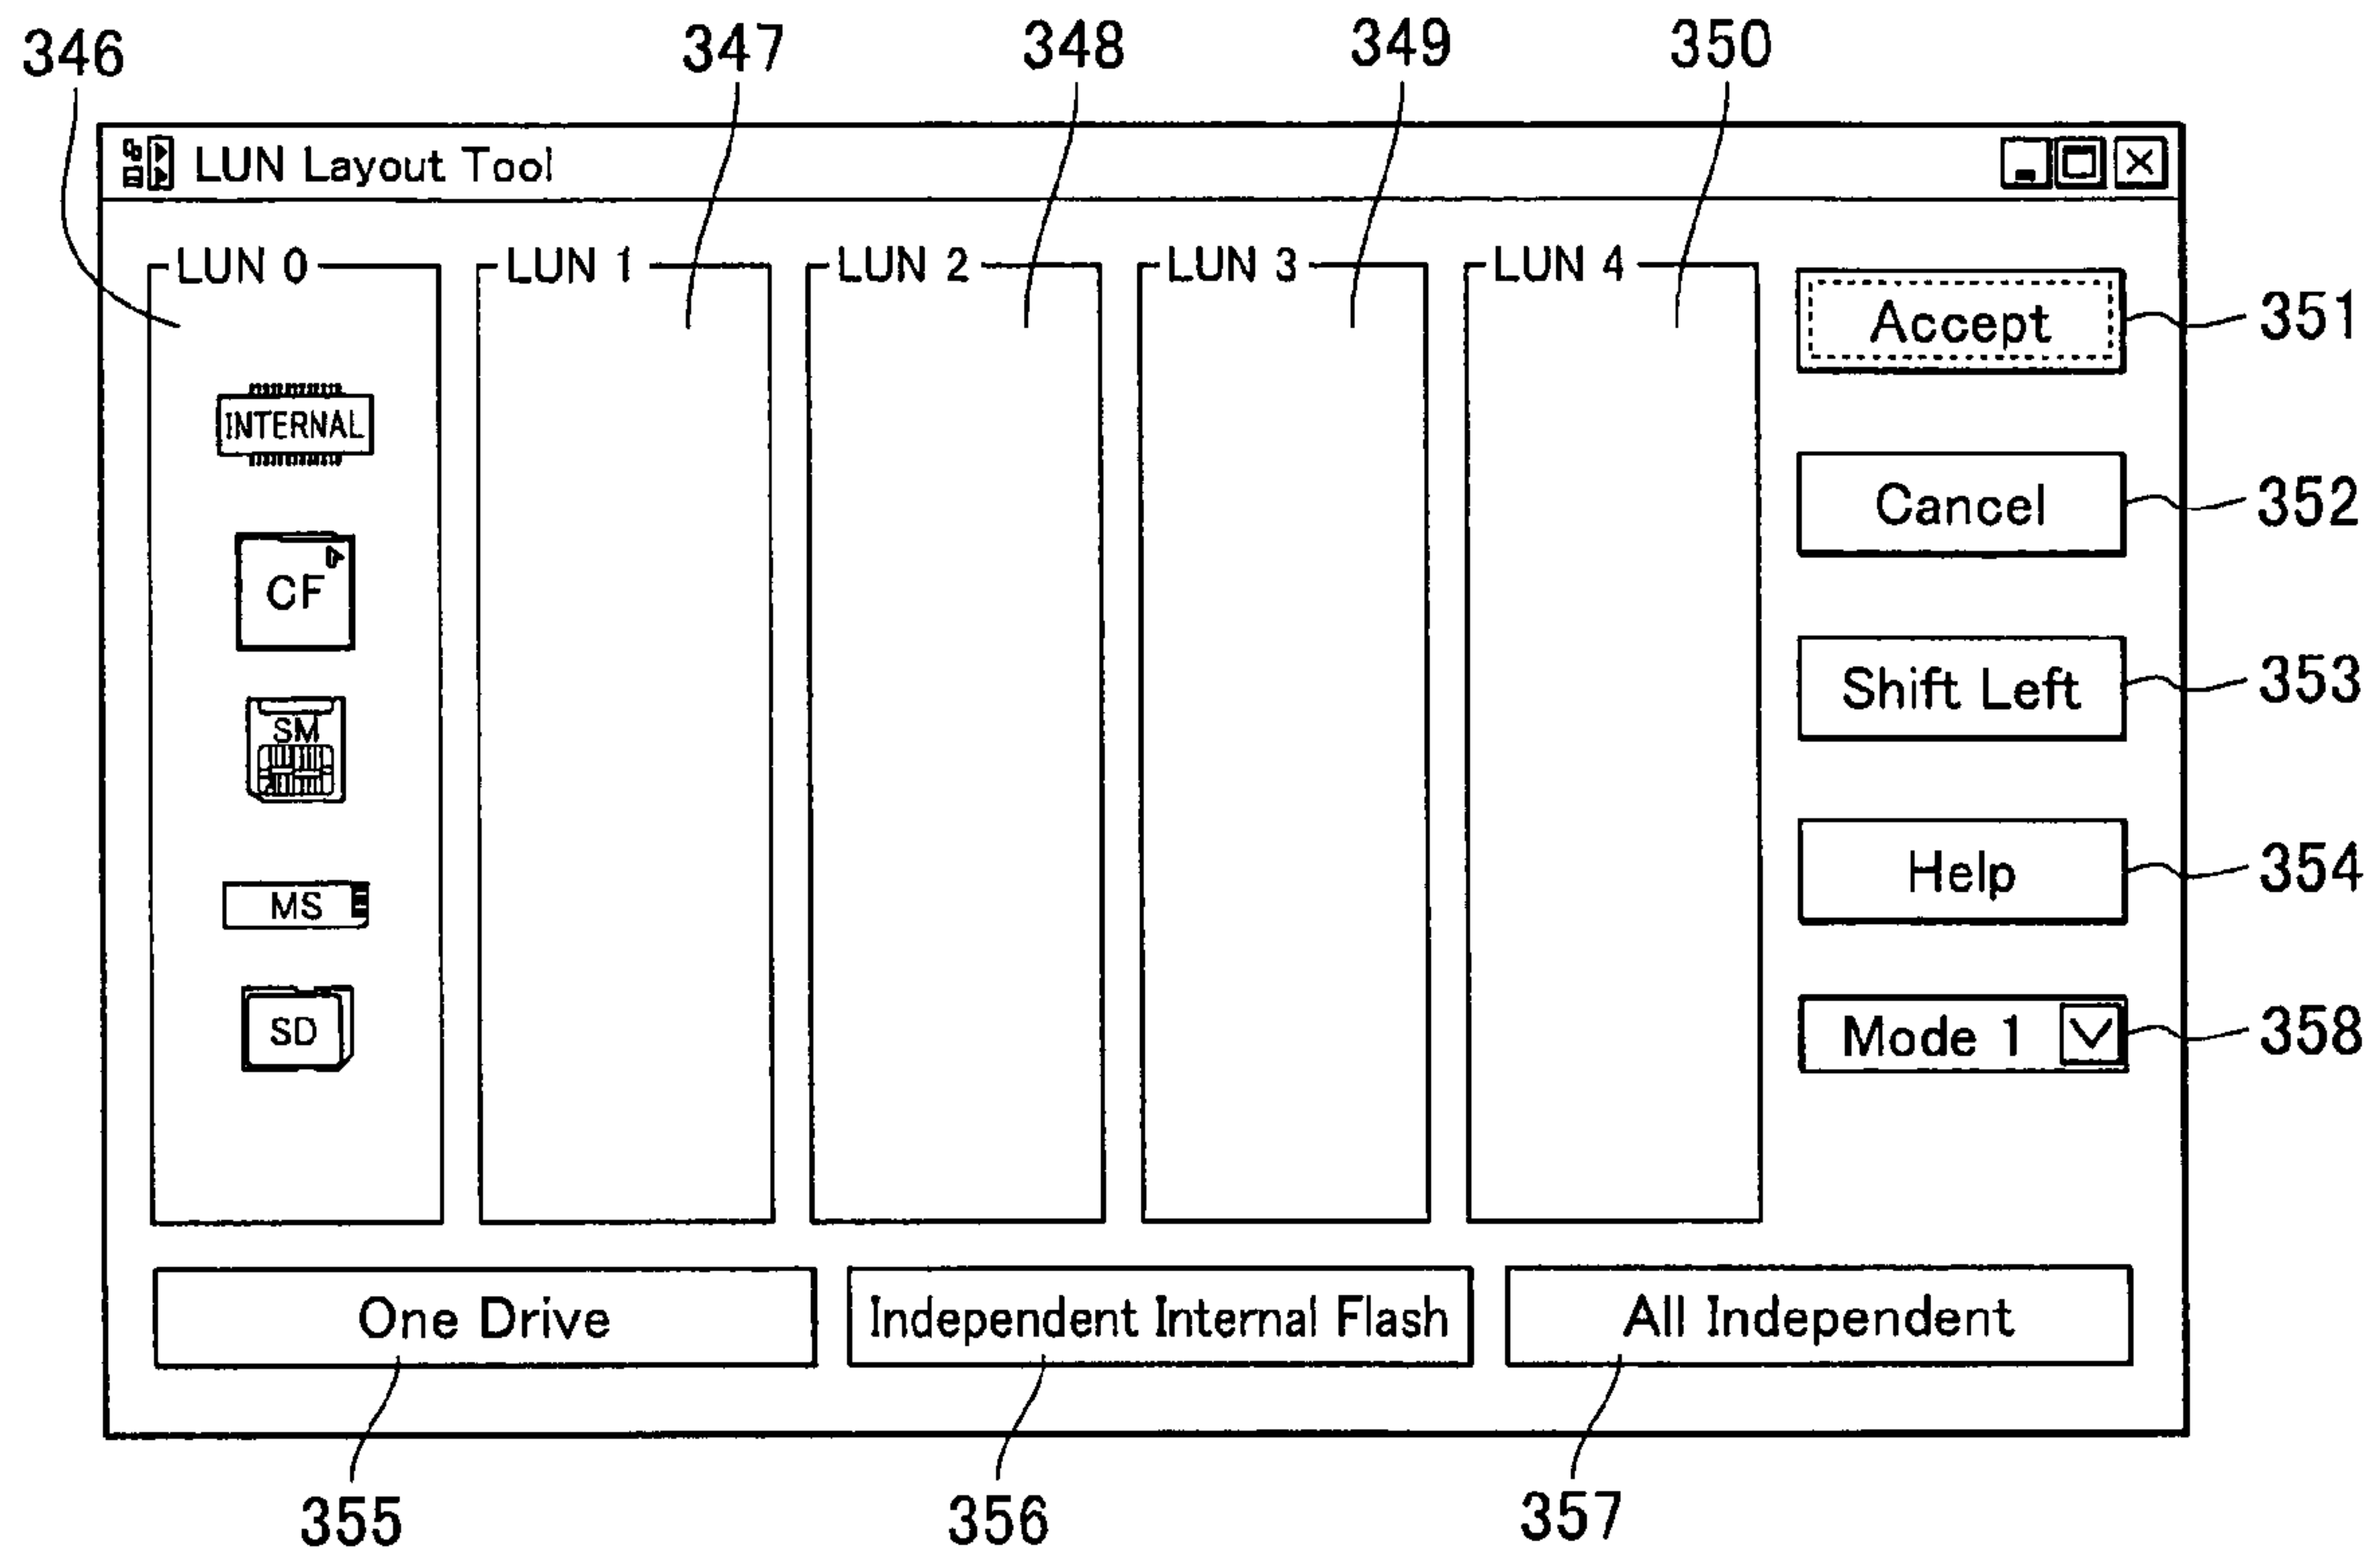 346
347
348
349
350
LUN Layout Tool
LUN 0
LUN 1
LUN 2
LUN 3
LUN 4
INTERNAL
CF
SM
MS
SD
Accept
351
Cancel
352
Shift Left
353
Help
354
Mode 1
358
One Drive
Independent Internal Flash
All Independent
355
356
357